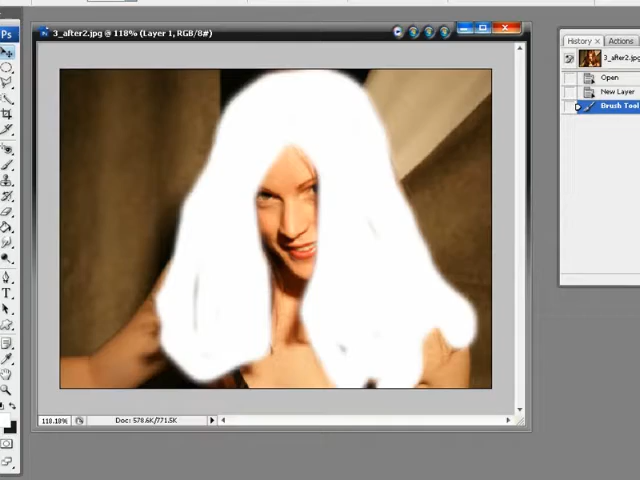 Ps
3_after2.jpg @ 118% (Layer 1, RGB/8#)
History
Actions
3_after2.jpg
Open
New Layer
Brush Tool
T
118.18%
Doc: 578.6K/771.5K